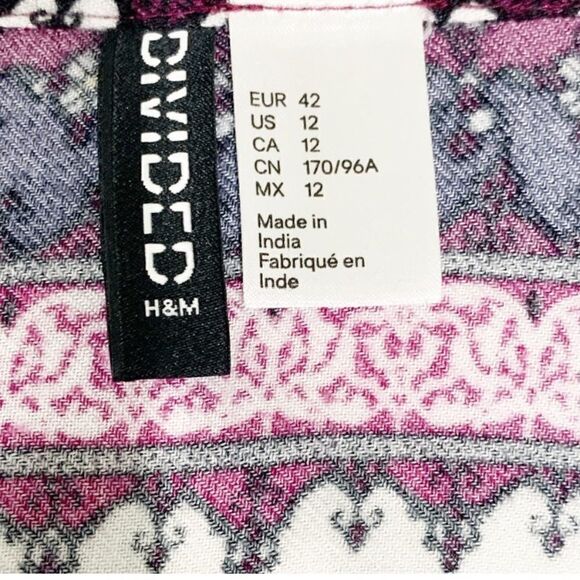 DIVIDED
H&M
EUR 42
US 12
CA 12
CN 170/96A
MX 12
Made in
India
Fabriqué en
Inde